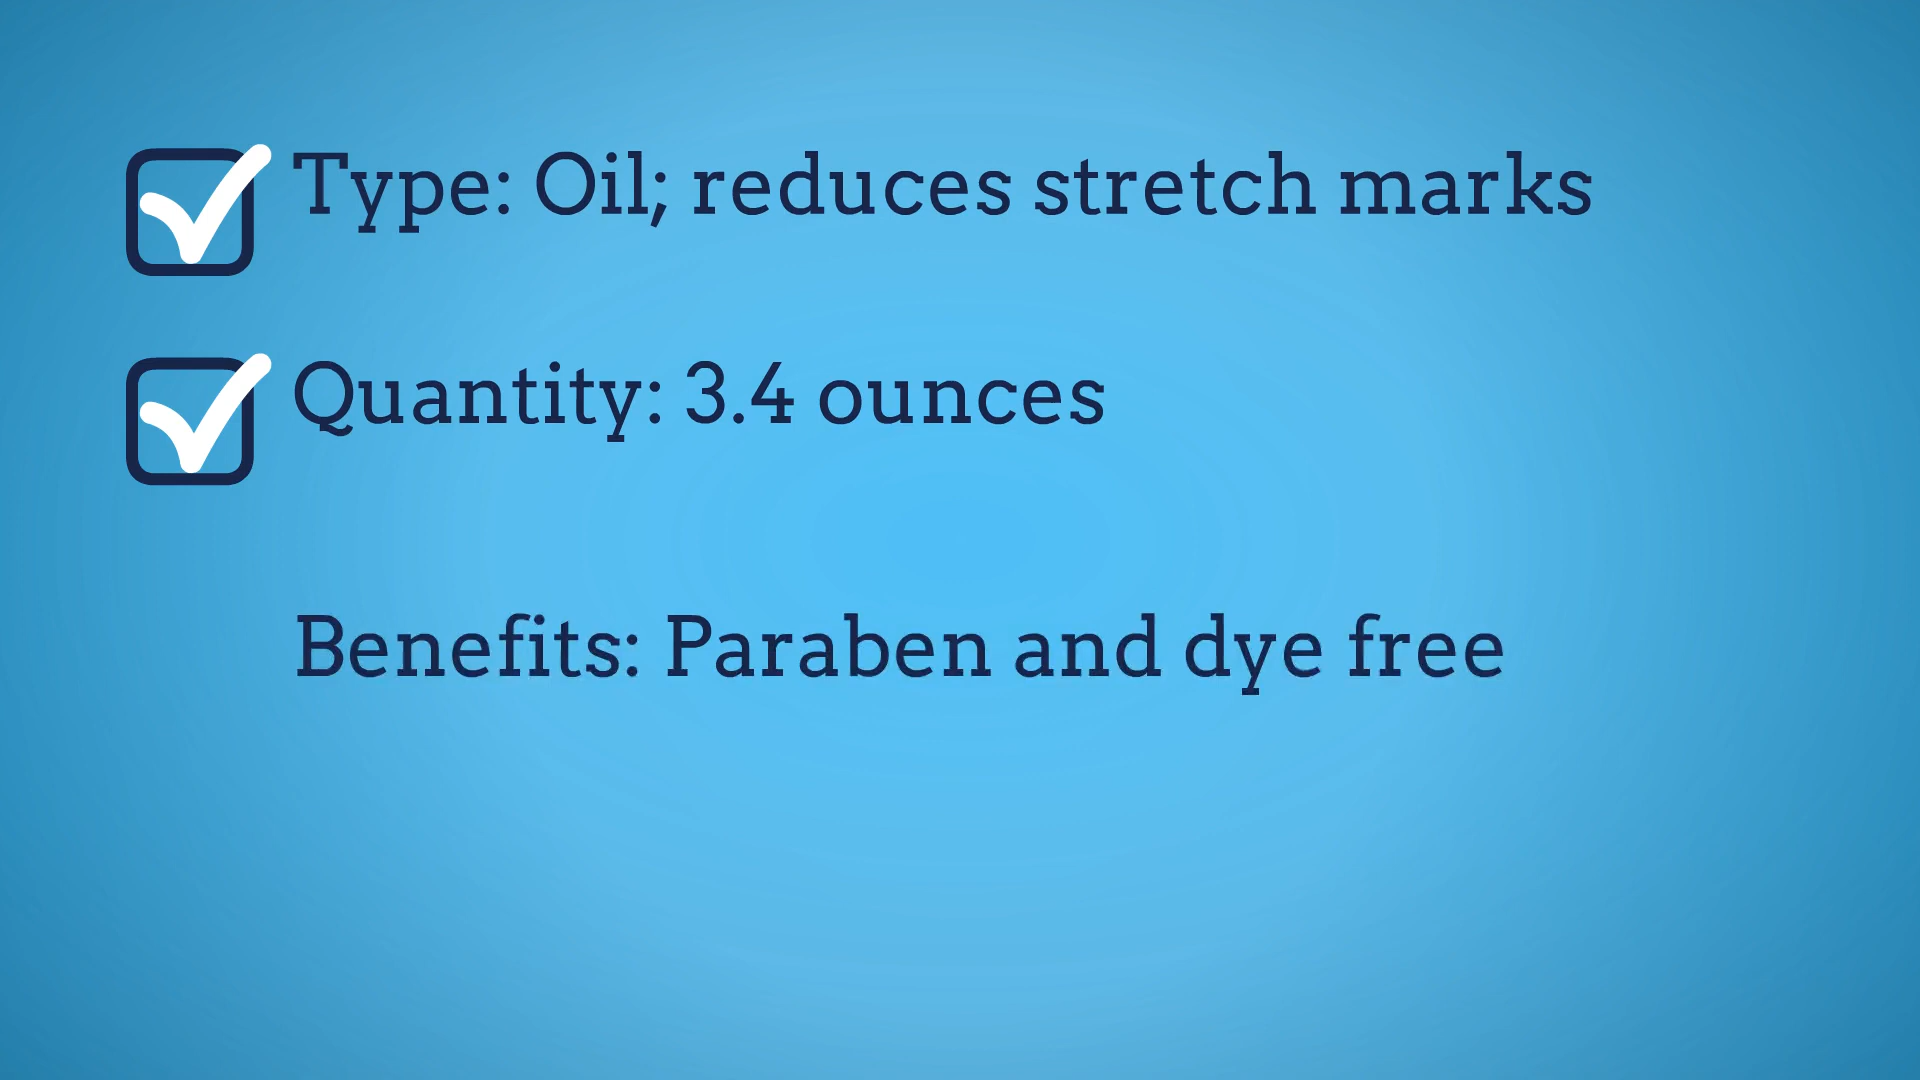 Type: Oil; reduces stretch marks
Quantity: 3.4 ounces
Benefits: Paraben and dye free